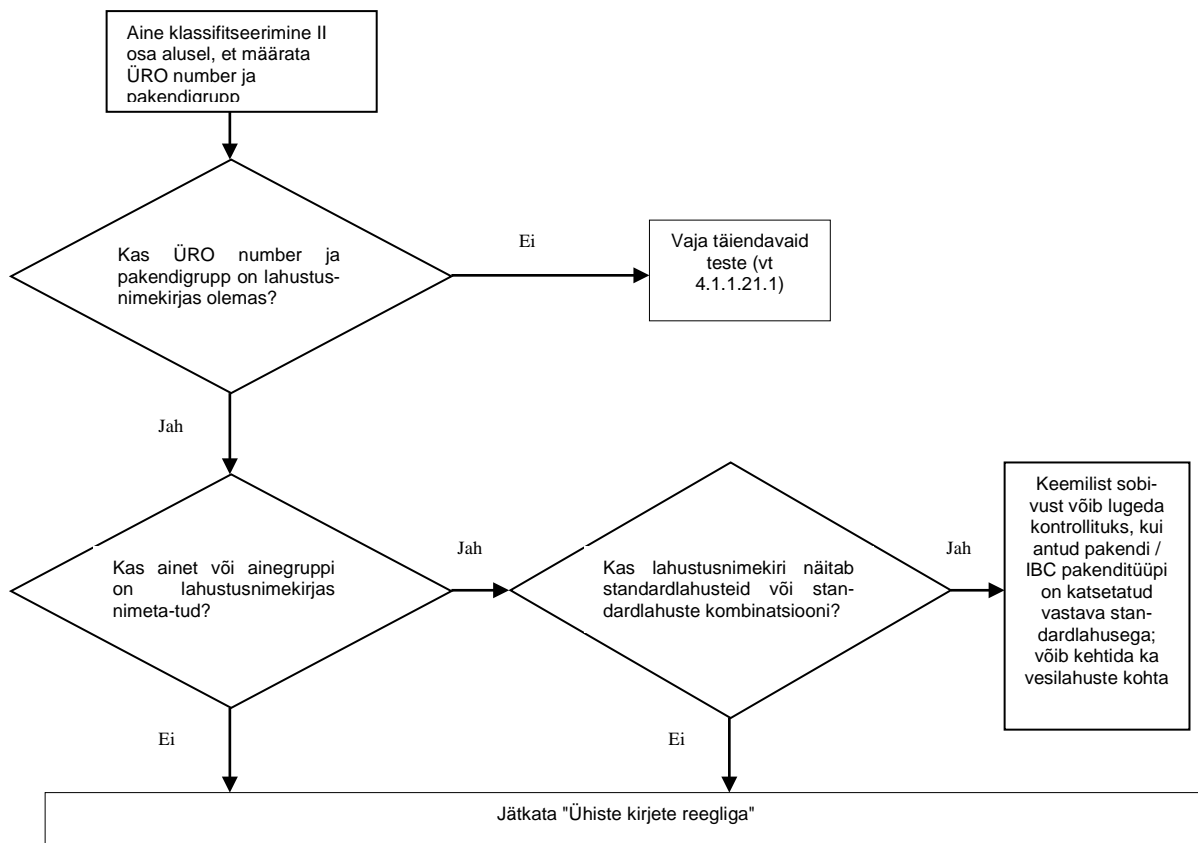 Aine klassifitseerimine II
osa alusel, et määrata
ÜRO number ja
pakendigrupp
Kas ÜRO number ja
pakendigrupp on lahustus-
nimekirjas olemas?
Ei
Vaja täiendavaid
teste (vt
4.1.1.21.1)
Jah
Kas ainet või ainegruppi
on lahustusnimekirjas
nimeta-tud?
Jah
Kas lahustusnimekiri näitab
standardlahusteid või stan-
dardlahuste kombinatsiooni?
Jah
Keemilist sobi-
vust võib lugeda
kontrollituks, kui
antud pakendi /
IBC pakenditüüpi
on katsetatud
vastava stan-
dardlahusega;
võib kehtida ka
vesilahuste kohta
Ei
Ei
Jätkata "Ühiste kirjete reegliga"